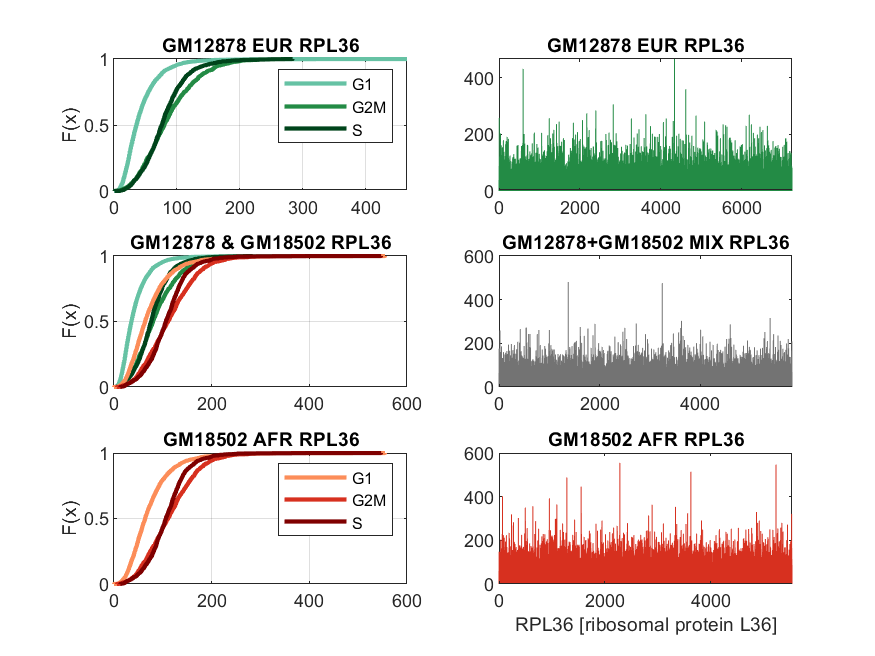 GM12878 EUR RPL36
F(x)
1
0.5
0
0 100 200 300 400
G1
G2M
S
GM12878 EUR RPL36
400
200
0
0 2000 4000 6000
GM12878 & GM18502 RPL36
F(x)
1
0.5
0
0 200 400 600
GM12878+GM18502 MIX RPL36
600
400
200
0
0 2000 4000
GM18502 AFR RPL36
F(x)
1
0.5
0
0 200 400 600
G1
G2M
S
GM18502 AFR RPL36
600
400
200
0
0 2000 4000
RPL36 [ribosomal protein L36]